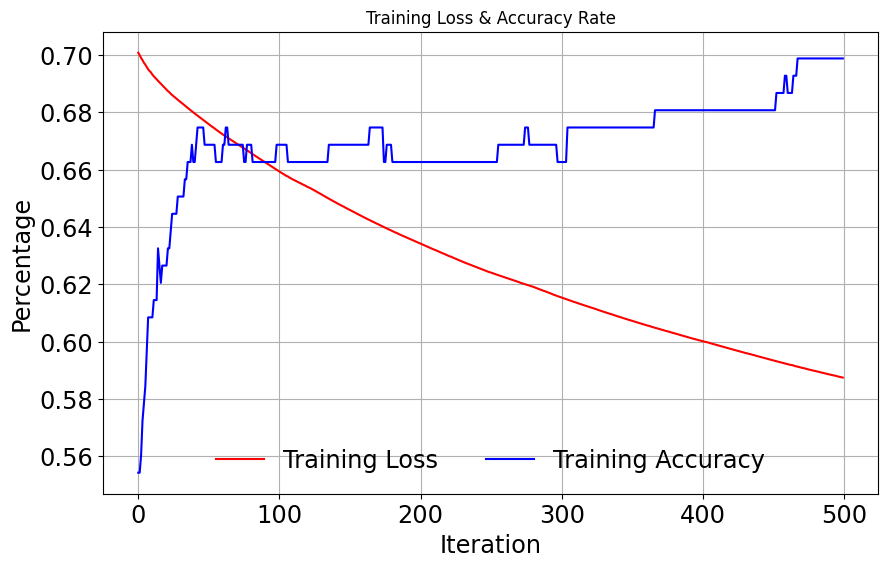 Training Loss & Accuracy Rate
0.70
0.68
0.66
0.64
0.62
0.60
0.58
0.56
Percentage
Training Loss
Training Accuracy
0
100
200
300
400
500
Iteration